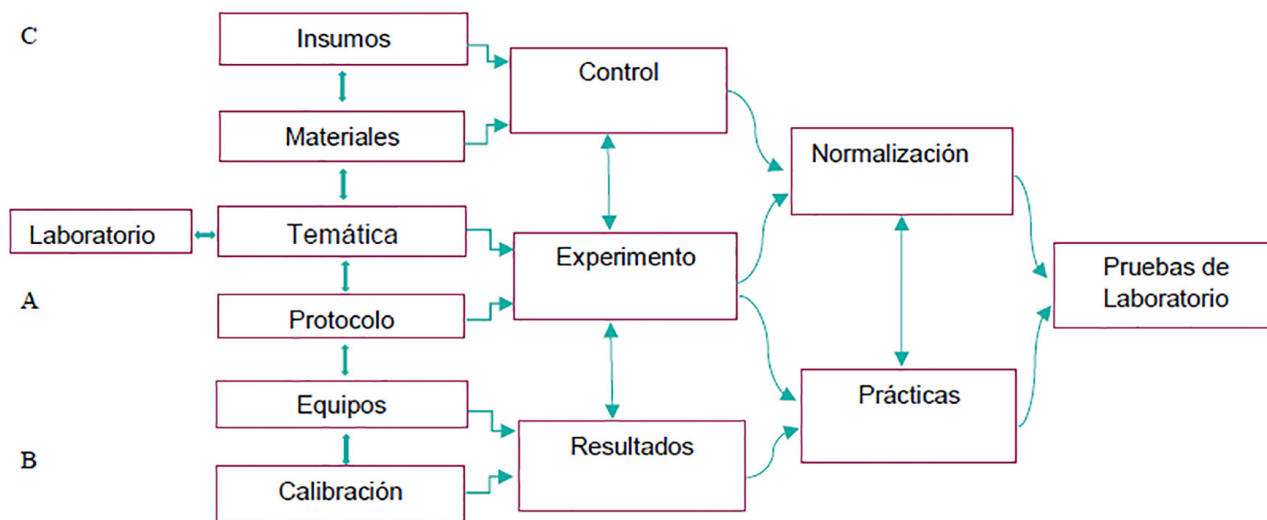 C
Insumos
Control
Materiales
Normalización
Laboratorio
Temática
Experimento
Pruebas de
Laboratorio
A
Protocolo
Equipos
Prácticas
Resultados
B
Calibración